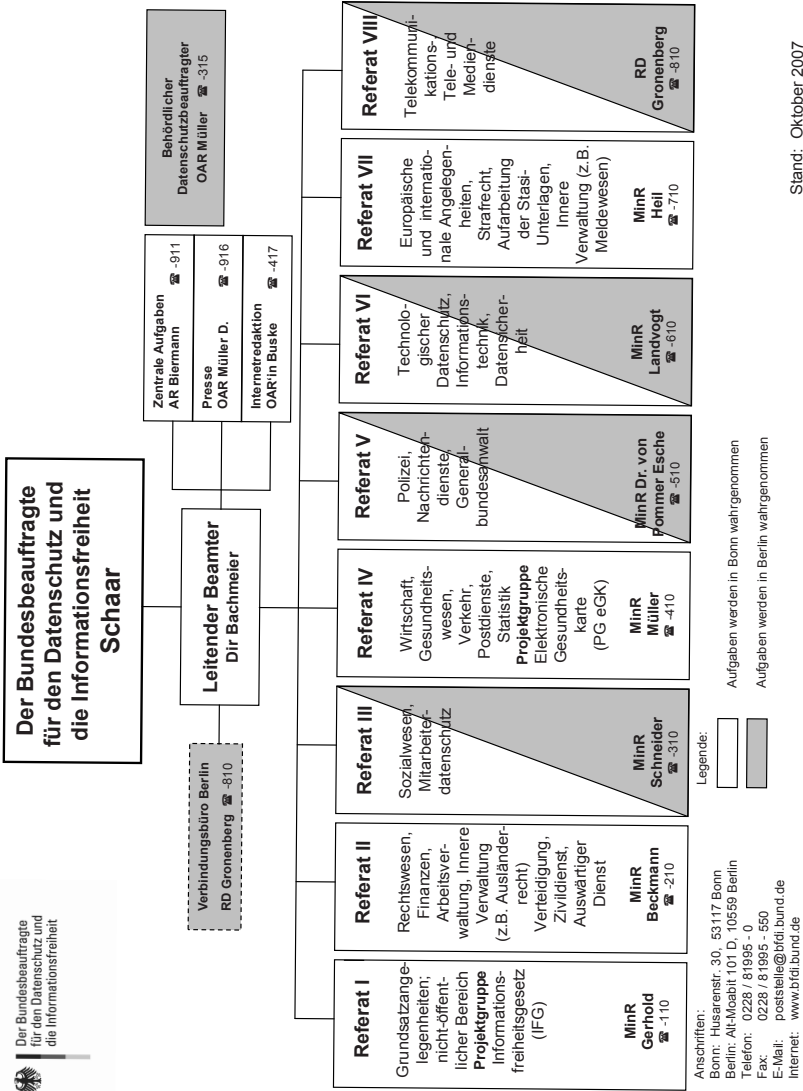 Der Bundesbeauftragte
für den Datenschutz und
die Informationsfreiheit
Der Bundesbeauftragte
für den Datenschutz und
die Informationsfreiheit
Schaar
Verbindungsbüro Berlin
RD Gronenberg ☎ -810
Leitender Beamter
Dir Bachmeier
Zentrale Aufgaben
AR Biermann ☎ -911
Presse
OAR Müller D. ☎ -916
Internetredaktion
OAR'in Buske ☎ -417
Behördlicher
Datenschutzbeauftragter
OAR Müller ☎ -315
Referat I
Grundsatzange-
legenheiten;
nicht-öffent-
licher Bereich
Projektgruppe
Informations-
freiheitsgesetz
(IFG)
MinR
Gerhold
☎ -110
Referat II
Rechtswesen,
Finanzen,
Arbeitsver-
waltung, Innere
Verwaltung
(z.B. Ausländer-
recht)
Verteidigung,
Zivildienst,
Auswärtiger
Dienst
MinR
Beckmann
☎ -210
Referat III
Sozialwesen,
Mitarbeiter-
datenschutz
MinR
Schneider
☎ -310
Referat IV
Wirtschaft,
Gesundheits-
wesen,
Verkehr,
Postdienste,
Statistik
Projektgruppe
Elektronische
Gesundheits-
karte
(PG eGK)
MinR
Müller
☎ -410
Referat V
Polizei,
Nachrichten-
dienste,
General-
bundesanwalt
MinR Dr. von
Pommer Esche
☎ -510
Referat VI
Technolo-
gischer
Datenschutz,
Informations-
technik,
Datensicher-
heit
MinR
Landvogt
☎ -610
Referat VII
Europäische
und internatio-
nale Angelegen-
heiten,
Strafrecht,
Aufarbeitung
der Stasi-
Unterlagen,
Innere
Verwaltung (z.B.
Meldewesen)
MinR
Heil
☎ -710
Referat VIII
Telekommuni-
kations-,
Tele- und
Medien-
dienste
RD
Gronenberg
☎ -810
Anschriften:
Bonn: Husarenstr. 30, 53117 Bonn
Berlin: Alt-Moabit 101 D, 10559 Berlin
Telefon: 0228 / 81995 - 0
Fax: 0228 / 81995 - 550
E-Mail: poststelle@bfdi.bund.de
Internet: www.bfdi.bund.de
Legende:
Aufgaben werden in Bonn wahrgenommen
Aufgaben werden in Berlin wahrgenommen
Stand: Oktober 2007